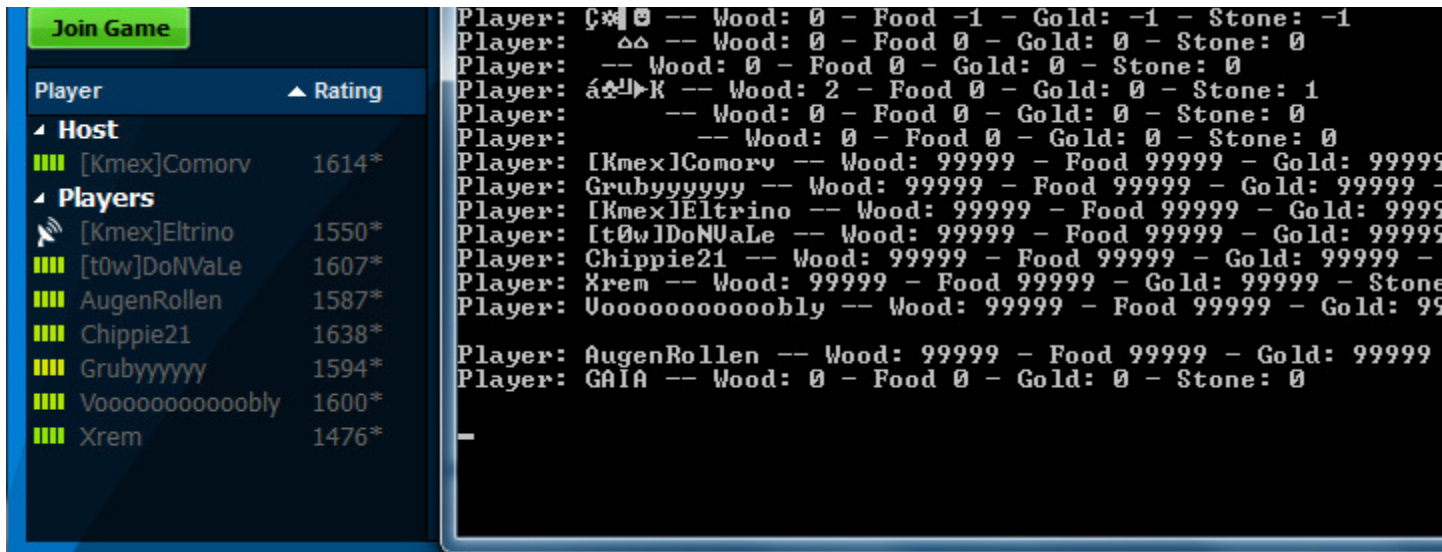 Join Game
Player Rating
Host
[Kmex]Comorv 1614*
Players
[Kmex]Eltrino 1550*
[t0w]DoNVaLe 1607*
AugenRollen 1587*
Chippie21 1638*
Grubyyyyyy 1594*
Vooooooooooobly 1600*
Xrem 1476*
Player: Ç☼▌☻ -- Wood: 0 - Food -1 - Gold: -1 - Stone: -1
Player: ⌂⌂ -- Wood: 0 - Food 0 - Gold: 0 - Stone: 0
Player: -- Wood: 0 - Food 0 - Gold: 0 - Stone: 0
Player: á♣╜►K -- Wood: 2 - Food 0 - Gold: 0 - Stone: 1
Player: -- Wood: 0 - Food 0 - Gold: 0 - Stone: 0
Player: -- Wood: 0 - Food 0 - Gold: 0 - Stone: 0
Player: [Kmex]Comorv -- Wood: 99999 - Food 99999 - Gold: 99999
Player: Grubyyyyyy -- Wood: 99999 - Food 99999 - Gold: 99999 -
Player: [Kmex]Eltrino -- Wood: 99999 - Food 99999 - Gold: 9999
Player: [t0w]DoNVaLe -- Wood: 99999 - Food 99999 - Gold: 99999
Player: Chippie21 -- Wood: 99999 - Food 99999 - Gold: 99999 -
Player: Xrem -- Wood: 99999 - Food 99999 - Gold: 99999 - Stone
Player: Vooooooooooobly -- Wood: 99999 - Food 99999 - Gold: 99
Player: AugenRollen -- Wood: 99999 - Food 99999 - Gold: 99999
Player: GAIA -- Wood: 0 - Food 0 - Gold: 0 - Stone: 0